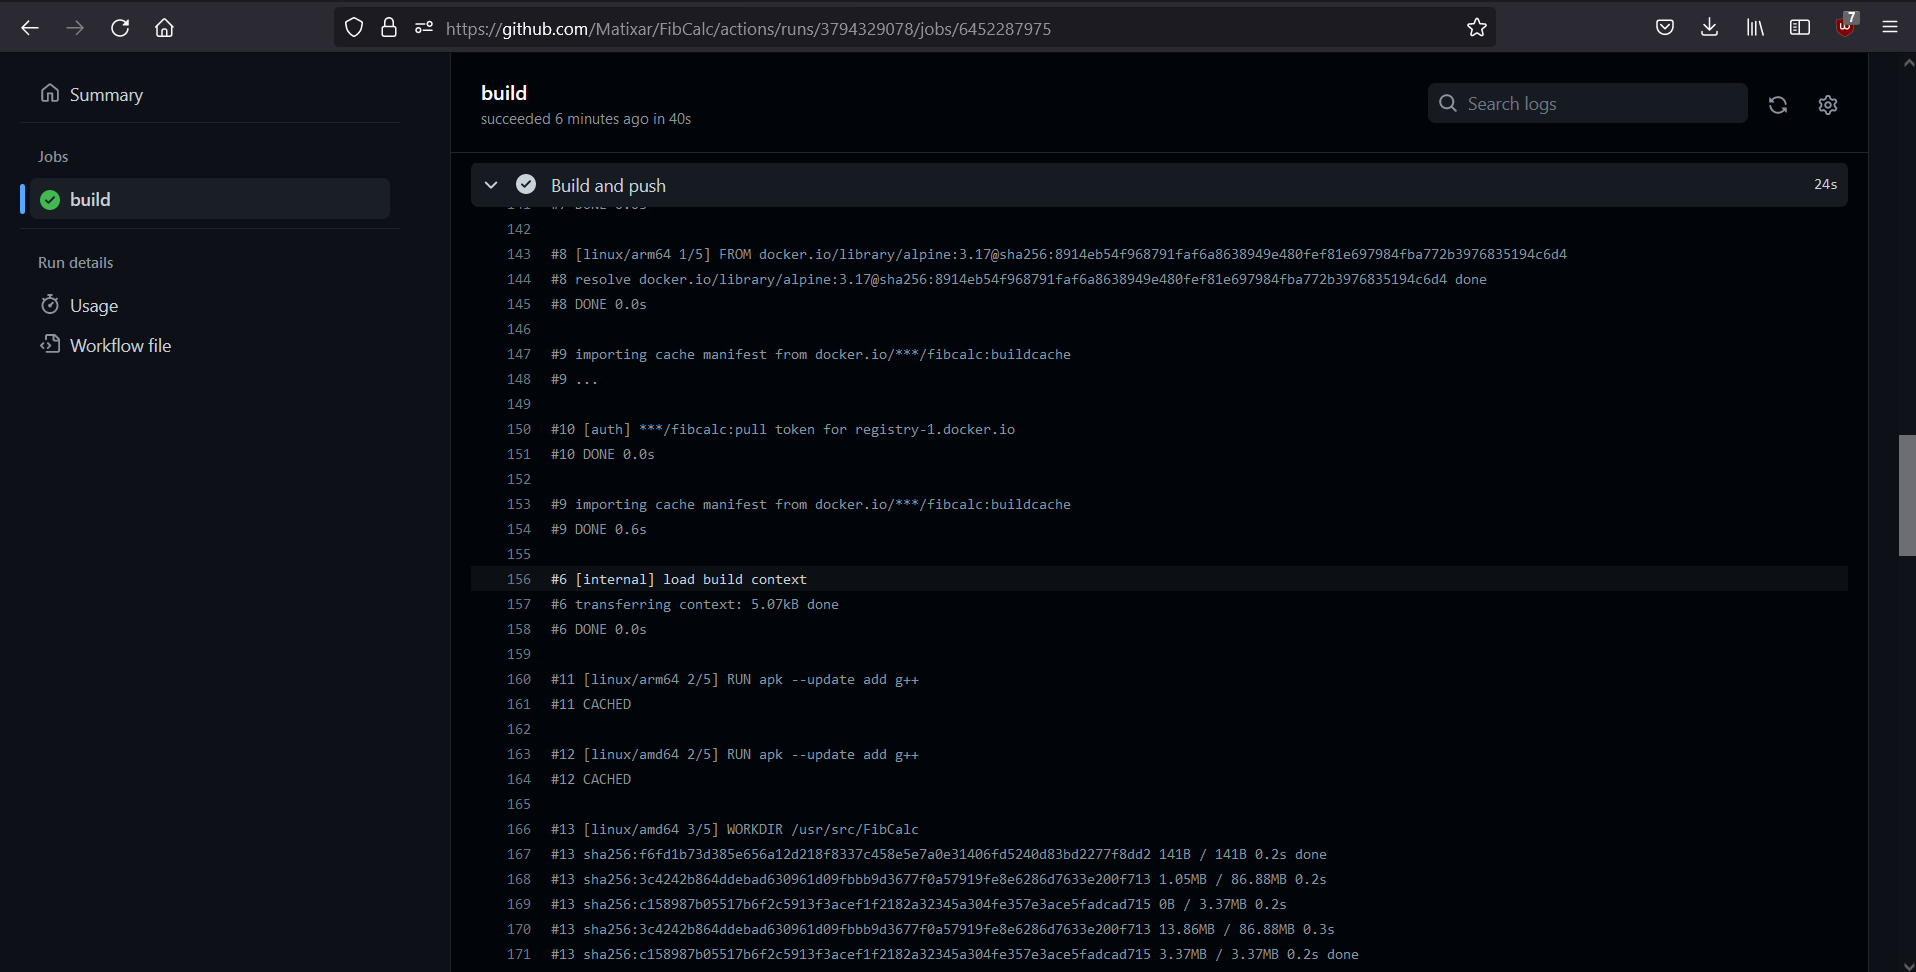 https://github.com/Matixar/FibCalc/actions/runs/3794329078/jobs/6452287975
7
Summary
Jobs
build
Run details
Usage
Workflow file
build
succeeded 6 minutes ago in 40s
Search logs
Build and push
24s
142
143 #8 [linux/arm64 1/5] FROM docker.io/library/alpine:3.17@sha256:8914eb54f968791faf6a8638949e480fef81e697984fba772b3976835194c6d4
144 #8 resolve docker.io/library/alpine:3.17@sha256:8914eb54f968791faf6a8638949e480fef81e697984fba772b3976835194c6d4 done
145 #8 DONE 0.0s
146
147 #9 importing cache manifest from docker.io/***/fibcalc:buildcache
148 #9 ...
149
150 #10 [auth] ***/fibcalc:pull token for registry-1.docker.io
151 #10 DONE 0.0s
152
153 #9 importing cache manifest from docker.io/***/fibcalc:buildcache
154 #9 DONE 0.6s
155
156 #6 [internal] load build context
157 #6 transferring context: 5.07kB done
158 #6 DONE 0.0s
159
160 #11 [linux/arm64 2/5] RUN apk --update add g++
161 #11 CACHED
162
163 #12 [linux/amd64 2/5] RUN apk --update add g++
164 #12 CACHED
165
166 #13 [linux/amd64 3/5] WORKDIR /usr/src/FibCalc
167 #13 sha256:f6fd1b73d385e656a12d218f8337c458e5e7a0e31406fd5240d83bd2277f8dd2 141B / 141B 0.2s done
168 #13 sha256:3c4242b864ddebad630961d09fbbb9d3677f0a57919fe8e6286d7633e200f713 1.05MB / 86.88MB 0.2s
169 #13 sha256:c158987b05517b6f2c5913f3acef1f2182a32345a304fe357e3ace5fadcad715 0B / 3.37MB 0.2s
170 #13 sha256:3c4242b864ddebad630961d09fbbb9d3677f0a57919fe8e6286d7633e200f713 13.86MB / 86.88MB 0.3s
171 #13 sha256:c158987b05517b6f2c5913f3acef1f2182a32345a304fe357e3ace5fadcad715 3.37MB / 3.37MB 0.2s done